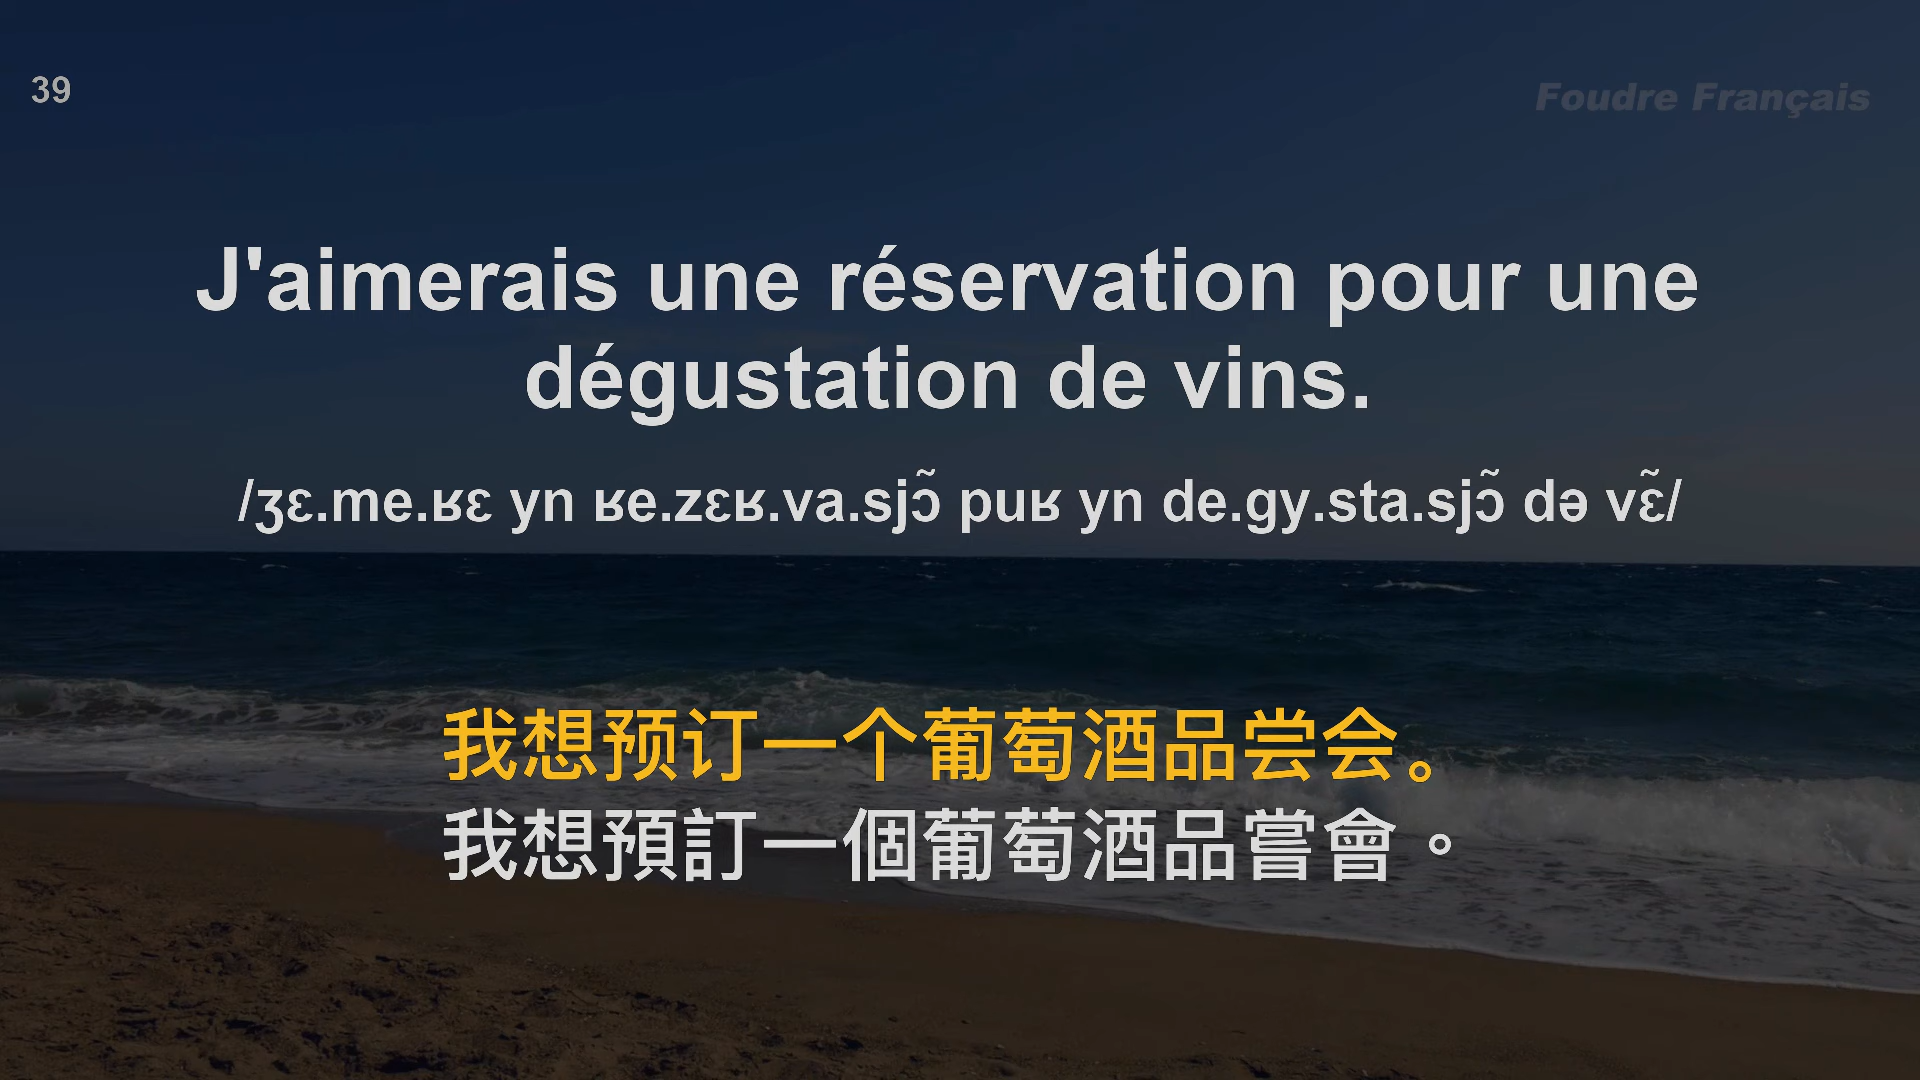 39
Foudre Français
J'aimerais une réservation pour une
dégustation de vins.
/ʒɛ.me.ʁɛ yn ʁe.zɛʁ.va.sjɔ̃ puʁ yn de.gy.sta.sjɔ̃ də vɛ̃/
我想预订一个葡萄酒品尝会。
我想預訂一個葡萄酒品嘗會。